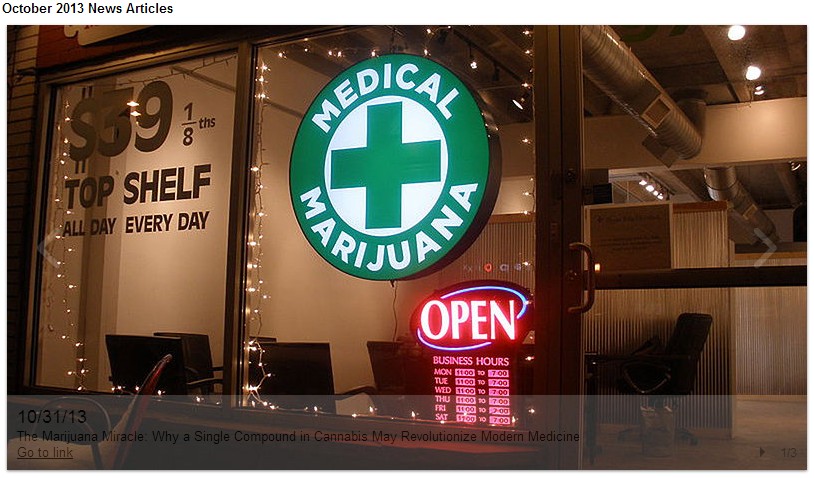 October 2013 News Articles
$39 1/8 ths
TOP SHELF
ALL DAY EVERY DAY
MEDICAL
MARIJUANA
OPEN
BUSINESS HOURS
MON 11:00 TO 7:00
TUE 11:00 TO 7:00
WED 11:00 TO 7:00
THU 11:00 TO 7:00
FRI 11:00 TO 7:00
SAT 11:00 TO 7:00
10/31/13
The Marijuana Miracle: Why a Single Compound in Cannabis May Revolutionize Modern Medicine
Go to link
1/3